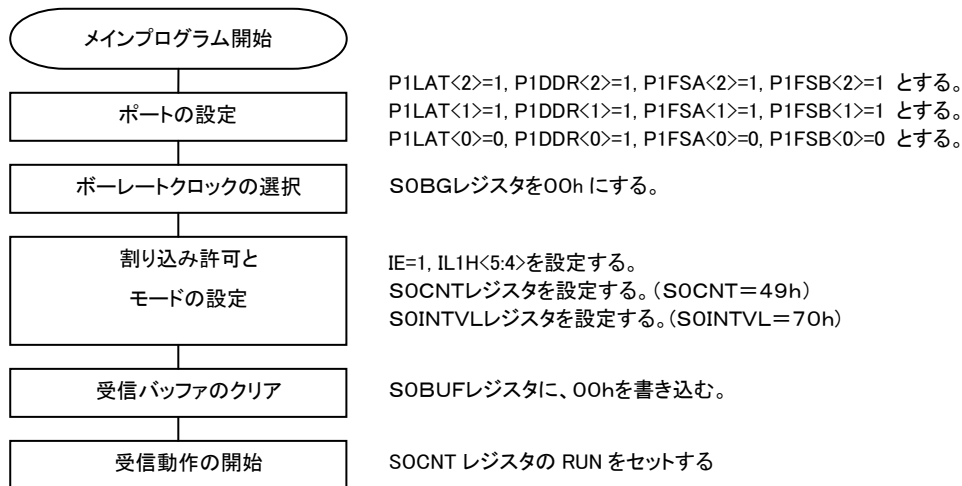 メインプログラム開始
ポートの設定
P1LAT<2>=1, P1DDR<2>=1, P1FSA<2>=1, P1FSB<2>=1 とする。
P1LAT<1>=1, P1DDR<1>=1, P1FSA<1>=1, P1FSB<1>=1 とする。
P1LAT<0>=0, P1DDR<0>=1, P1FSA<0>=0, P1FSB<0>=0 とする。
ボーレートクロックの選択
S0BGレジスタを00h にする。
割り込み許可と
モードの設定
IE=1, IL1H<5:4>を設定する。
S0CNTレジスタを設定する。(S0CNT=49h)
S0INTVLレジスタを設定する。(S0INTVL=70h)
受信バッファのクリア
S0BUFレジスタに、00hを書き込む。
受信動作の開始
S0CNT レジスタの RUN をセットする